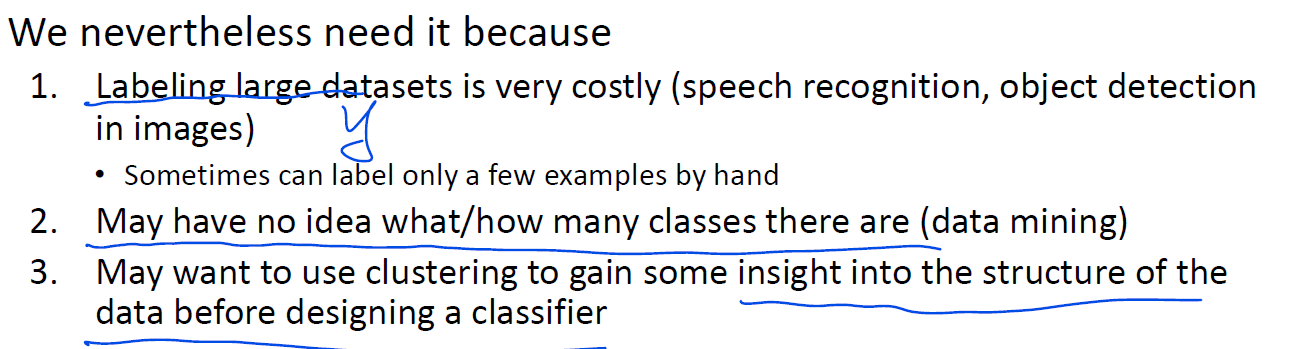 We nevertheless need it because
1. Labeling large datasets is very costly (speech recognition, object detection
in images)
y
• Sometimes can label only a few examples by hand
2. May have no idea what/how many classes there are (data mining)
3. May want to use clustering to gain some insight into the structure of the
data before designing a classifier